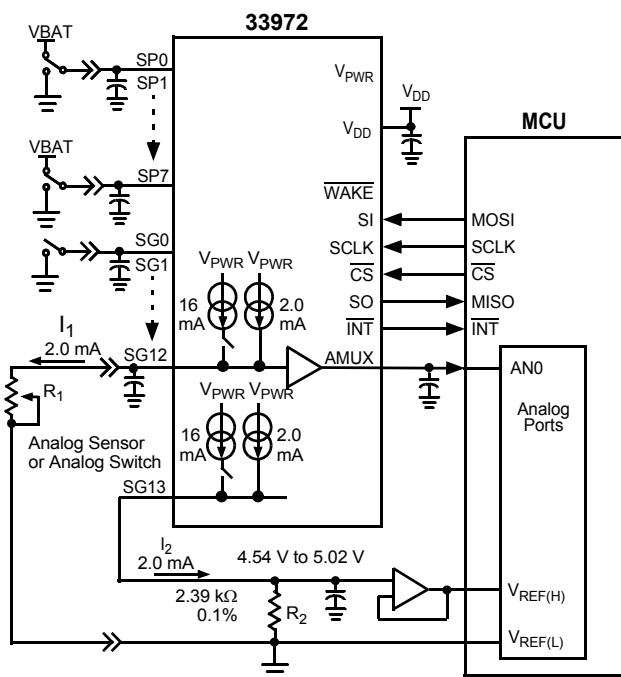 33972
VBAT
SP0
SP1
VPWR
VDD
VDD
MCU
VBAT
SP7
WAKE
SI
MOSI
SG0
SG1
SCLK
SCLK
CS
CS
VPWR VPWR
SO
MISO
16 mA
2.0 mA
INT
INT
I1
2.0 mA
SG12
AMUX
AN0
R1
VPWR VPWR
Analog Ports
Analog Sensor
or Analog Switch
16 mA
2.0 mA
SG13
I2
2.0 mA
4.54 V to 5.02 V
2.39 kΩ
0.1%
R2
VREF(H)
VREF(L)